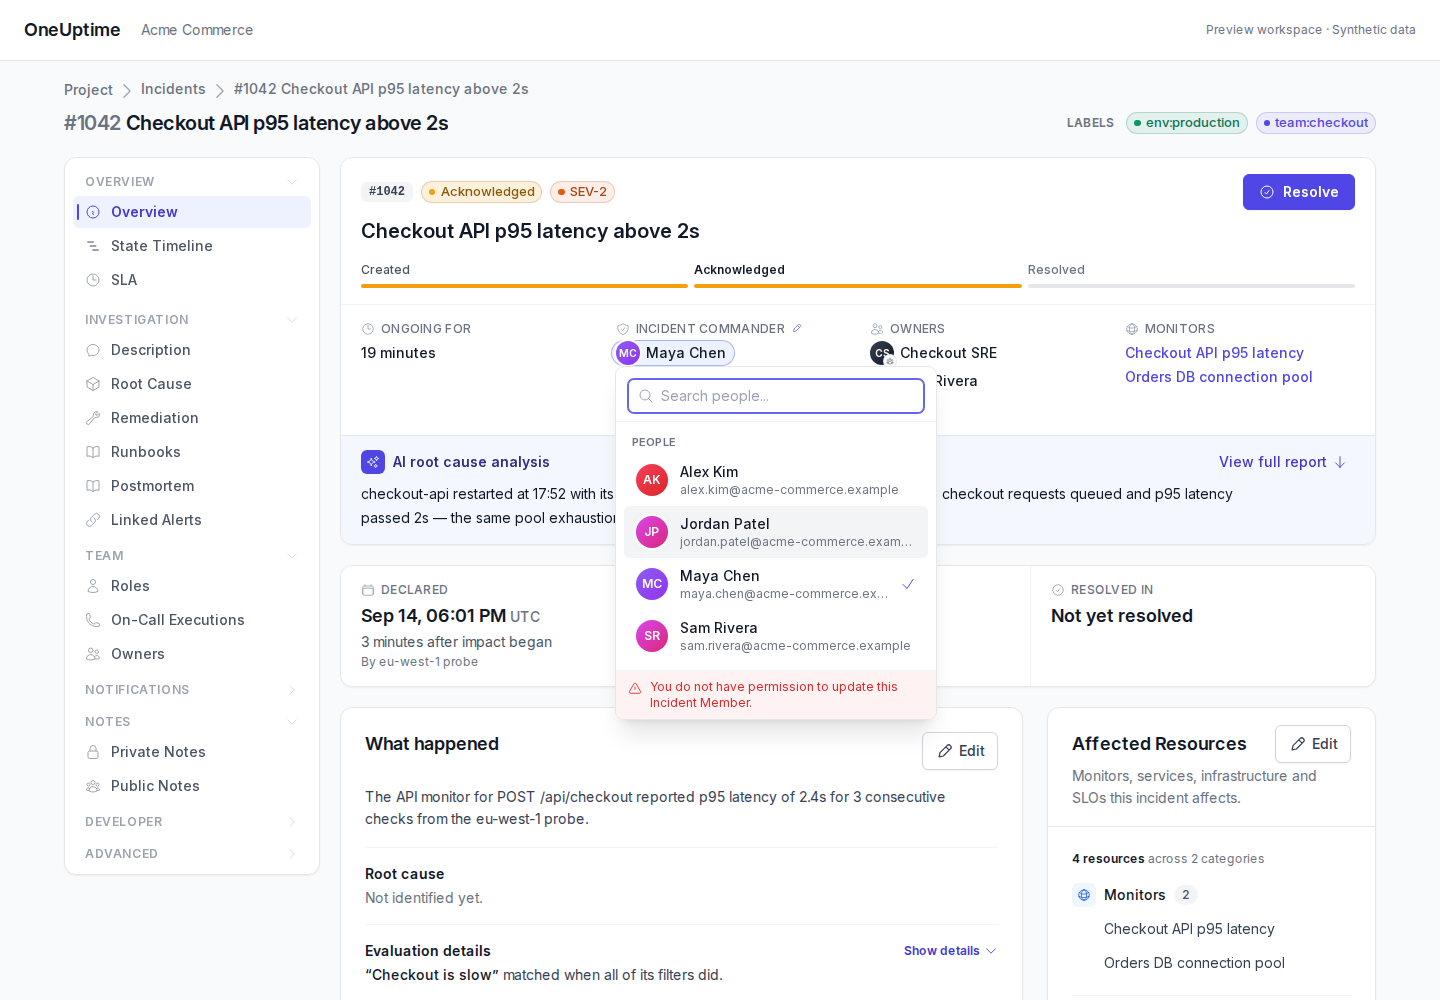 OneUptime
Acme Commerce
Preview workspace · Synthetic data
Project
Incidents
#1042 Checkout API p95 latency above 2s
#1042 Checkout API p95 latency above 2s
LABELS
env:production
team:checkout
OVERVIEW
Overview
State Timeline
SLA
INVESTIGATION
Description
Root Cause
Remediation
Runbooks
Postmortem
Linked Alerts
TEAM
Roles
On-Call Executions
Owners
NOTIFICATIONS
NOTES
Private Notes
Public Notes
DEVELOPER
ADVANCED
#1042
Acknowledged
SEV-2
Resolve
Checkout API p95 latency above 2s
Created
Acknowledged
Resolved
ONGOING FOR
19 minutes
INCIDENT COMMANDER
MC
Maya Chen
OWNERS
CS
Checkout SRE
Rivera
MONITORS
Checkout API p95 latency
Orders DB connection pool
Search people...
PEOPLE
AK
Alex Kim
alex.kim@acme-commerce.example
JP
Jordan Patel
jordan.patel@acme-commerce.exam…
MC
Maya Chen
maya.chen@acme-commerce.ex…
SR
Sam Rivera
sam.rivera@acme-commerce.example
You do not have permission to update this
Incident Member.
AI root cause analysis
View full report
checkout-api restarted at 17:52 with its
checkout requests queued and p95 latency
passed 2s — the same pool exhaustion
DECLARED
Sep 14, 06:01 PM UTC
3 minutes after impact began
By eu-west-1 probe
RESOLVED IN
Not yet resolved
What happened
Edit
The API monitor for POST /api/checkout reported p95 latency of 2.4s for 3 consecutive
checks from the eu-west-1 probe.
Root cause
Not identified yet.
Evaluation details
Show details
“Checkout is slow” matched when all of its filters did.
Affected Resources
Edit
Monitors, services, infrastructure and
SLOs this incident affects.
4 resources across 2 categories
Monitors
2
Checkout API p95 latency
Orders DB connection pool